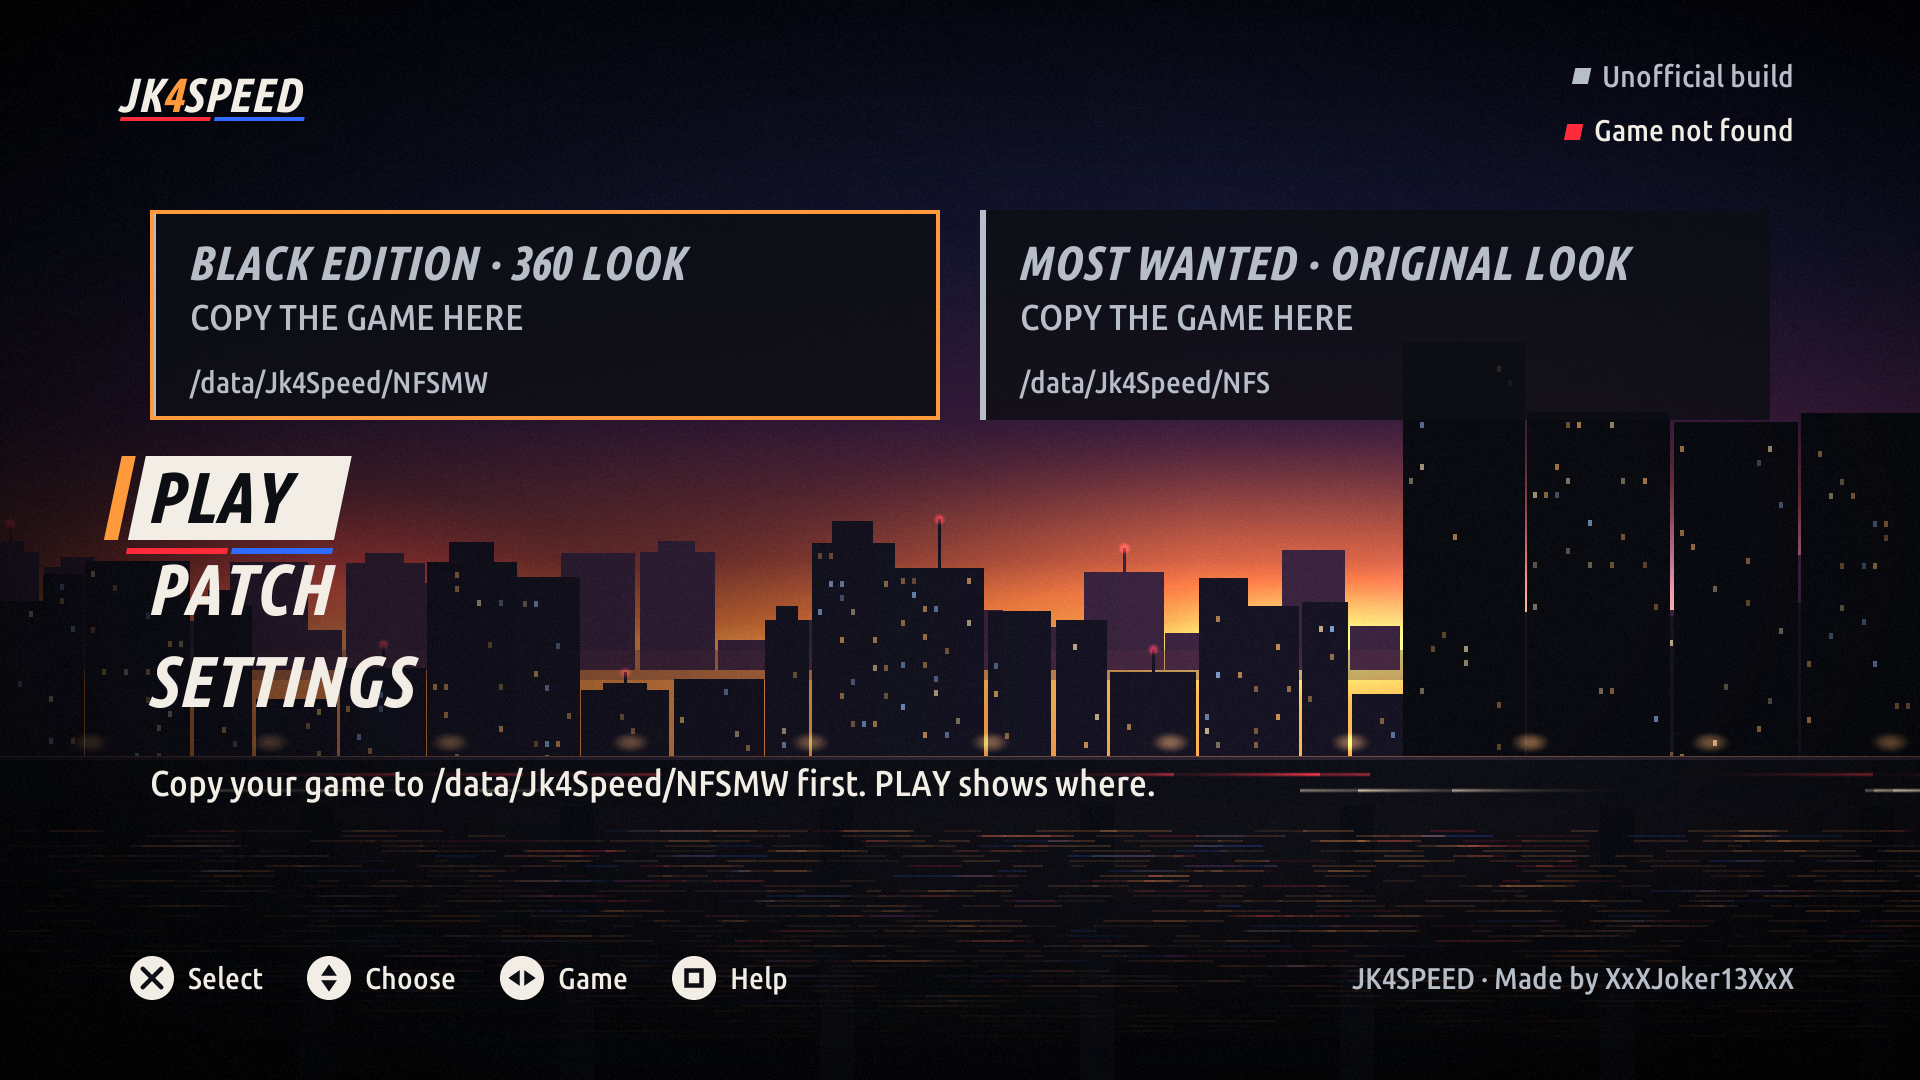 JK4SPEED
Unofficial build
Game not found
BLACK EDITION · 360 LOOK
COPY THE GAME HERE
/data/Jk4Speed/NFSMW
MOST WANTED · ORIGINAL LOOK
COPY THE GAME HERE
/data/Jk4Speed/NFS
PLAY
PATCH
SETTINGS
Copy your game to /data/Jk4Speed/NFSMW first. PLAY shows where.
Select
Choose
Game
Help
JK4SPEED · Made by XxXJoker13XxX